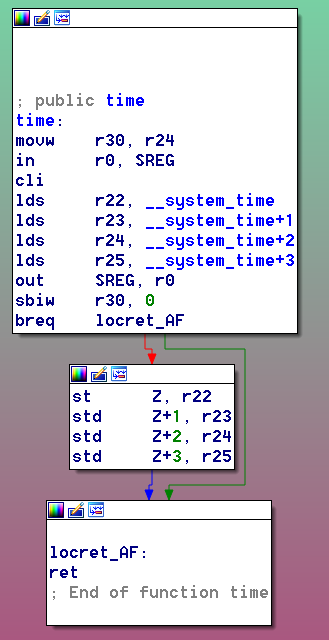 ; public time
time:
movw r30, r24
in r0, SREG
cli
lds r22, __system_time
lds r23, __system_time+1
lds r24, __system_time+2
lds r25, __system_time+3
out SREG, r0
sbiw r30, 0
breq locret_AF
st Z, r22
std Z+1, r23
std Z+2, r24
std Z+3, r25
locret_AF:
ret
; End of function time